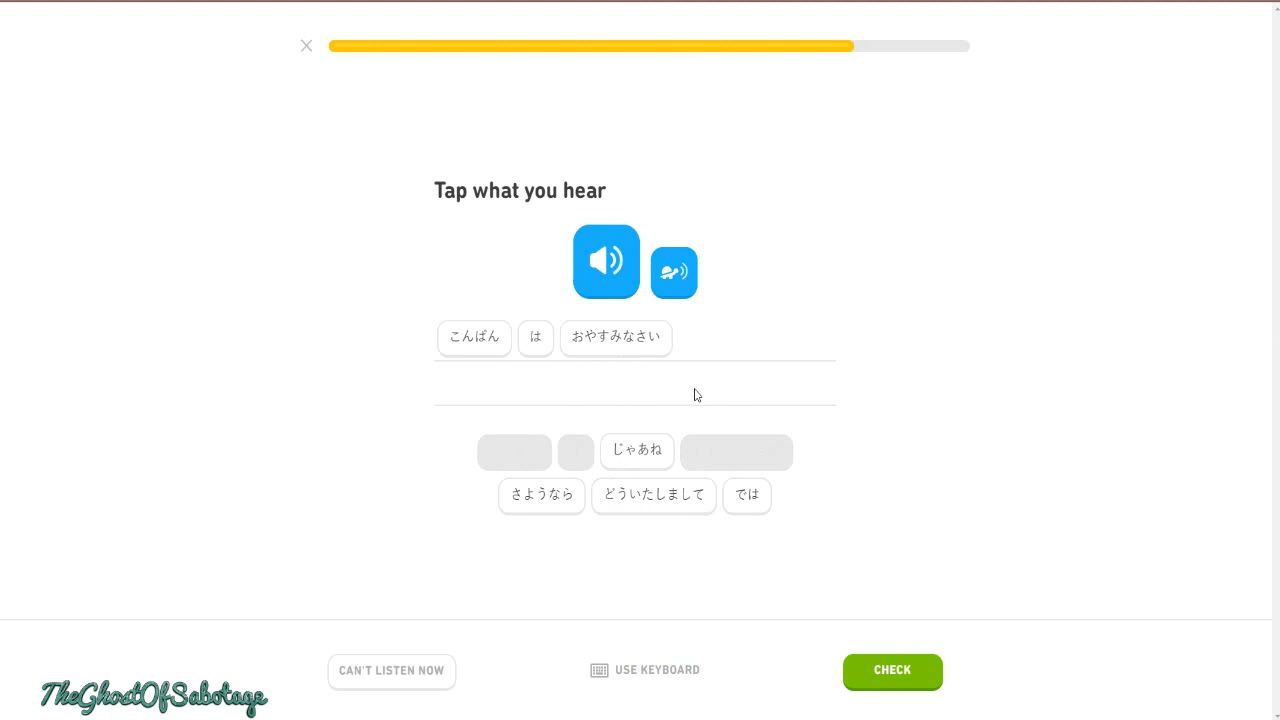 Tap what you hear
こんばん は おやすみなさい
じゃあね
さようなら どういたしまして では
CAN'T LISTEN NOW USE KEYBOARD CHECK
TheGhostOfSabotage